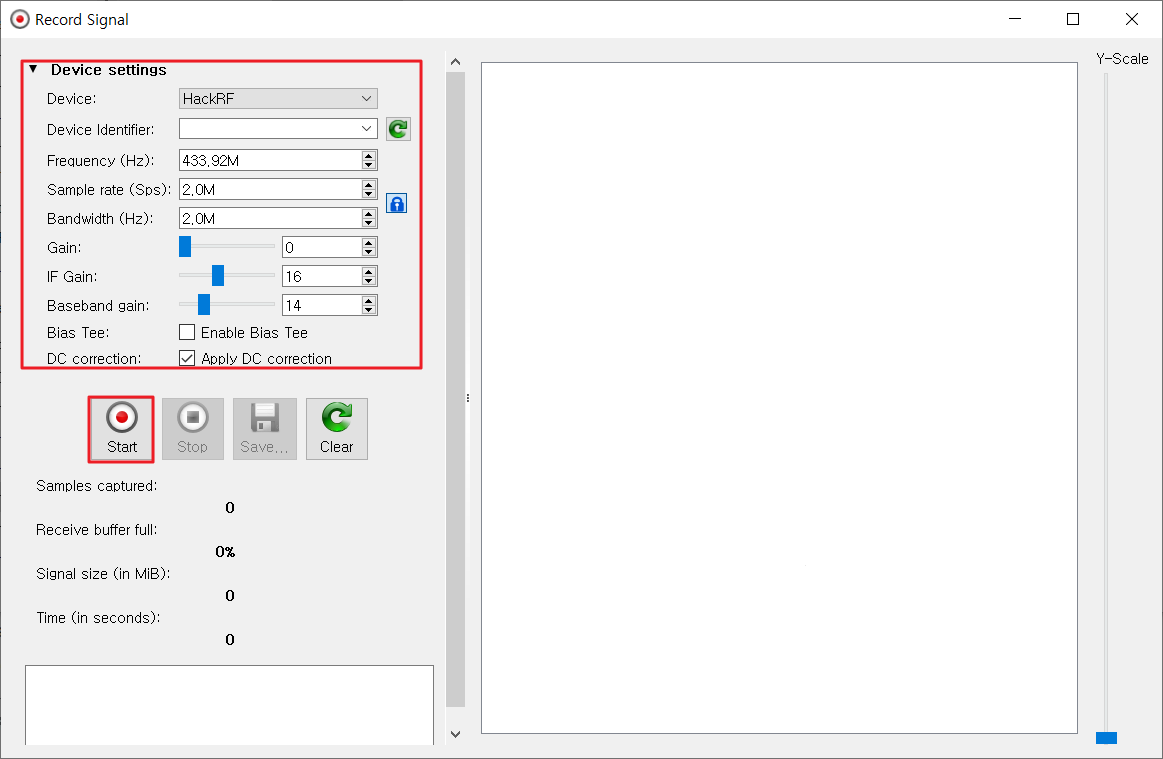 Record Signal
Y-Scale
Device settings
Device: HackRF
Device Identifier:
Frequency (Hz): 433,92M
Sample rate (Sps): 2,0M
Bandwidth (Hz): 2,0M
Gain: 0
IF Gain: 16
Baseband gain: 14
Bias Tee: Enable Bias Tee
DC correction: Apply DC correction
Start Stop Save... Clear
Samples captured:
0
Receive buffer full:
0%
Signal size (in MiB):
0
Time (in seconds):
0